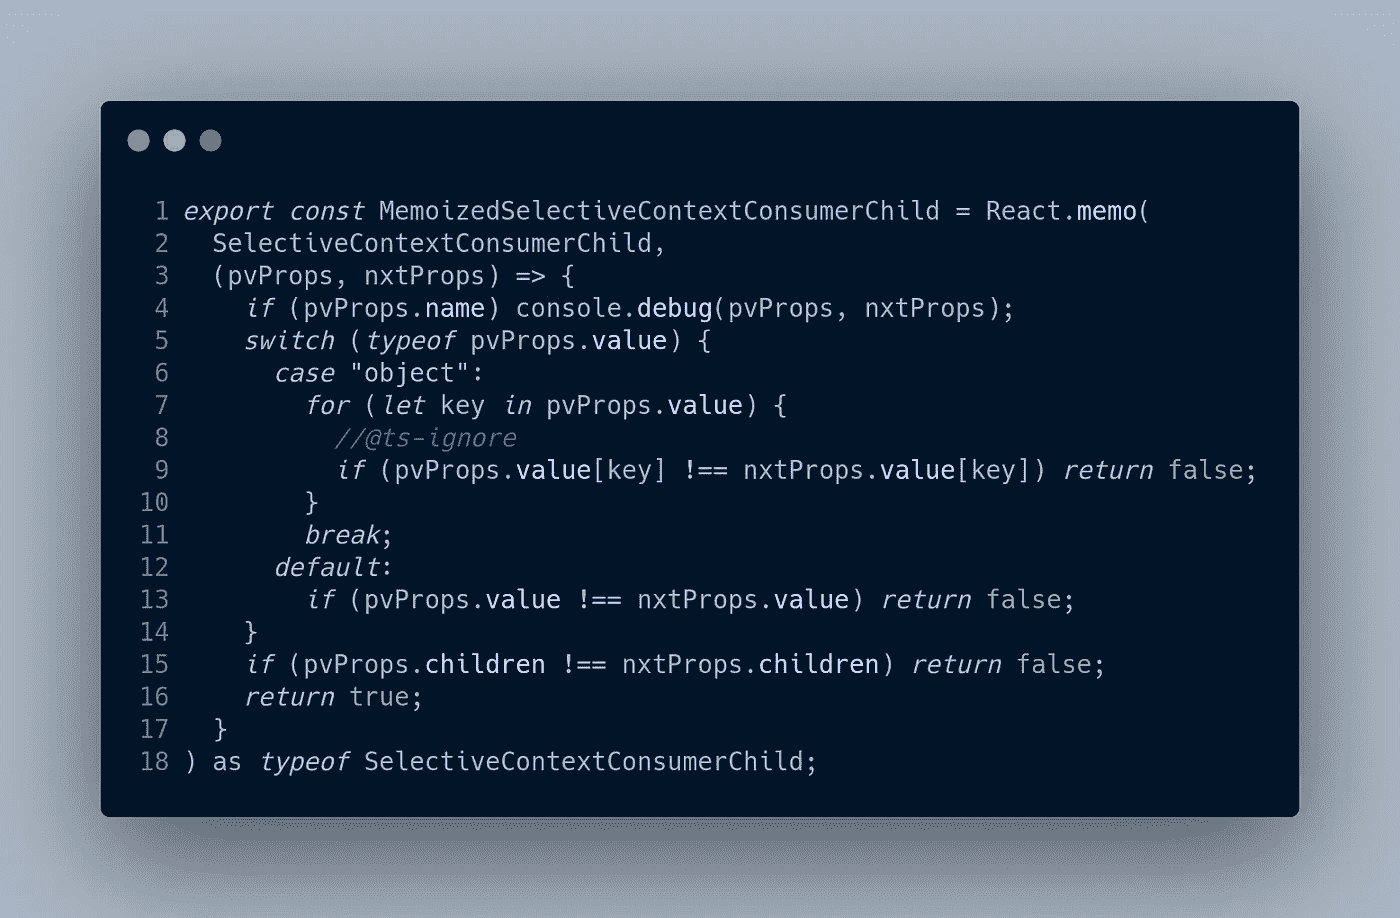 1 export const MemoizedSelectiveContextConsumerChild = React.memo(
2   SelectiveContextConsumerChild,
3   (pvProps, nxtProps) => {
4     if (pvProps.name) console.debug(pvProps, nxtProps);
5     switch (typeof pvProps.value) {
6       case "object":
7         for (let key in pvProps.value) {
8           //@ts-ignore
9           if (pvProps.value[key] !== nxtProps.value[key]) return false;
10         }
11         break;
12       default:
13         if (pvProps.value !== nxtProps.value) return false;
14     }
15     if (pvProps.children !== nxtProps.children) return false;
16     return true;
17   }
18 ) as typeof SelectiveContextConsumerChild;